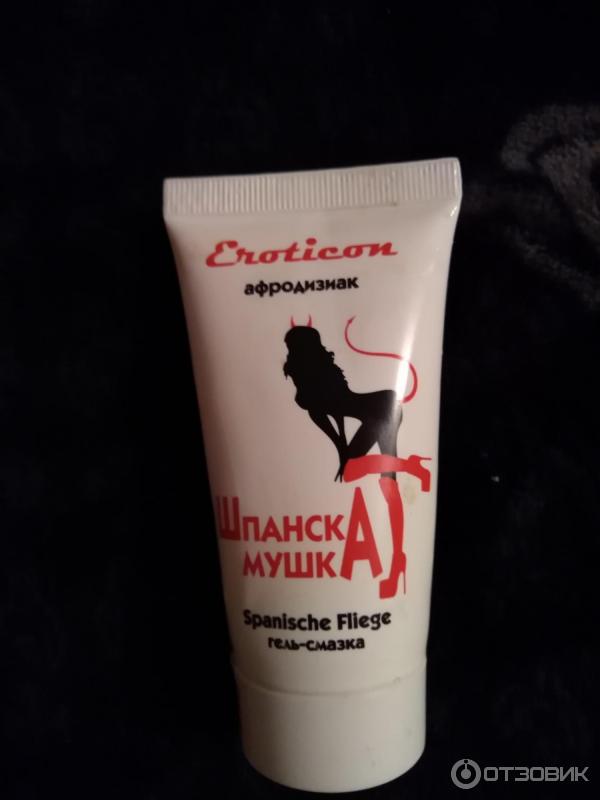 Eroticon
афродизиак
ШПАНСКА
МУШКА
Spanische Fliege
гель-смазка
ОТЗОВИК